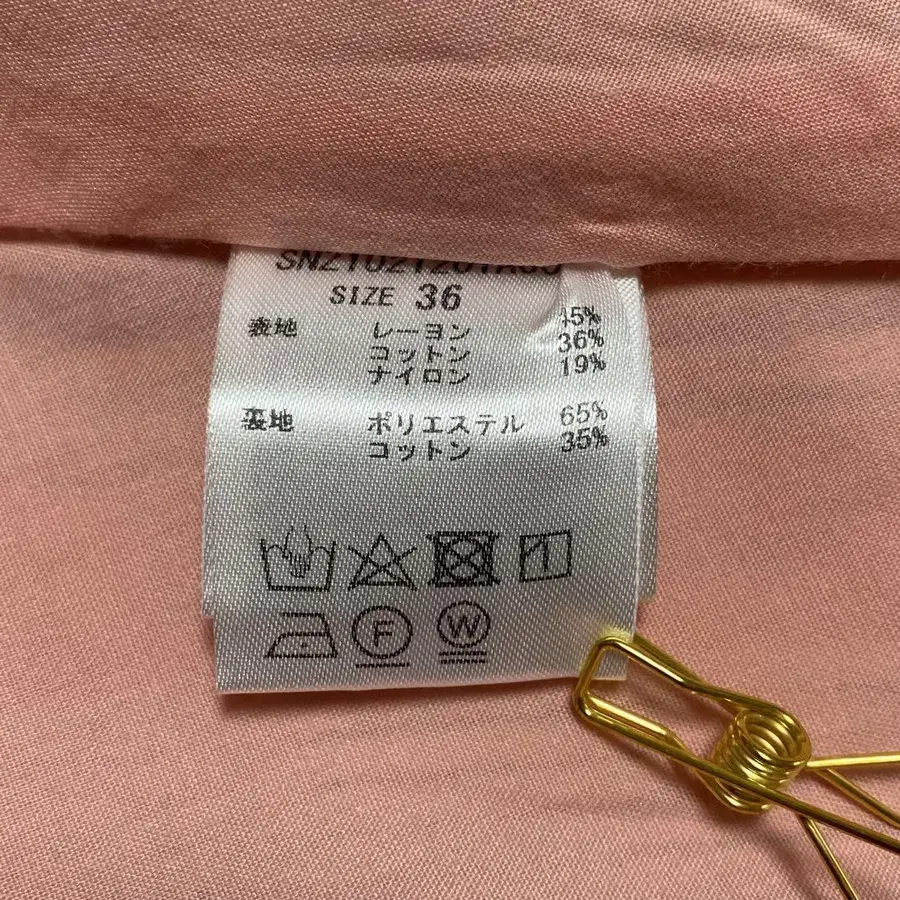 SIZE 36
表地 レーヨン 45%
コットン 36%
ナイロン 19%
裏地 ポリエステル 65%
コットン 35%
F W